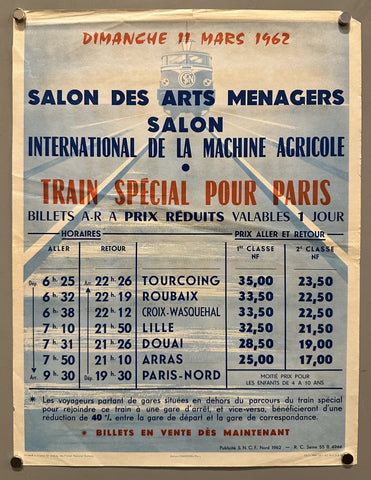 DIMANCHE 11 MARS 1962
SNCF
SALON DES ARTS MENAGERS
SALON
INTERNATIONAL DE LA MACHINE AGRICOLE
•
TRAIN SPÉCIAL POUR PARIS
BILLETS A-R A PRIX RÉDUITS VALABLES 1 JOUR
HORAIRES PRIX ALLER ET RETOUR
ALLER RETOUR 1re CLASSE NF 2e CLASSE NF
Dép. 6 h. 25 Arr. 22 h. 26 TOURCOING 35,00 23,50
6 h. 32 22 h. 19 ROUBAIX 33,50 22,50
6 h. 38 22 h. 12 CROIX-WASQUEHAL 33,50 22,50
7 h. 10 21 h. 50 LILLE 32,50 21,50
7 h. 31 21 h. 26 DOUAI 28,50 19,00
7 h. 50 21 h. 10 ARRAS 25,00 17,00
Arr. 9 h. 30 Dép. 19 h. 30 PARIS-NORD MOITIÉ PRIX POUR
LES ENFANTS DE 4 A 10 ANS
* Les voyageurs partant de gares situées en dehors du parcours du train spécial
pour rejoindre ce train à une gare d'arrêt, et vice-versa, bénéficieront d'une
réduction de 40 % entre la gare de départ et la gare de correspondance.
* BILLETS EN VENTE DÈS MAINTENANT
Publicité S.N.C.F. Nord 1962 - R. C. Seine 55 B 4944